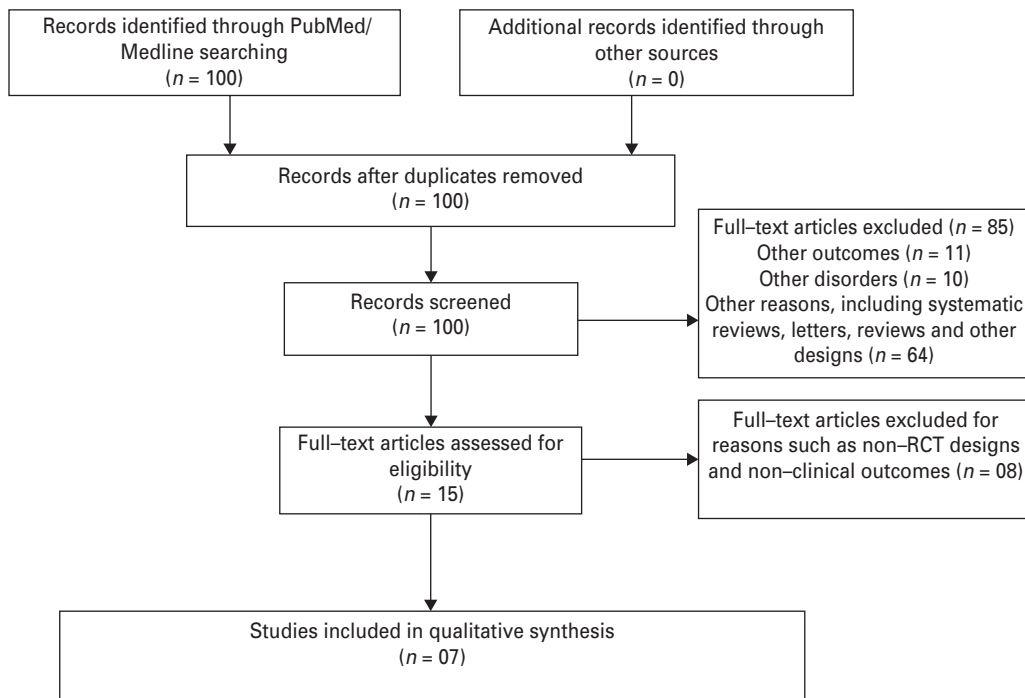 Records identified through PubMed/
Medline searching
(n = 100)
Additional records identified through
other sources
(n = 0)
Records after duplicates removed
(n = 100)
Records screened
(n = 100)
Full–text articles excluded (n = 85)
Other outcomes (n = 11)
Other disorders (n = 10)
Other reasons, including systematic
reviews, letters, reviews and other
designs (n = 64)
Full–text articles assessed for
eligibility
(n = 15)
Full–text articles excluded for
reasons such as non–RCT designs
and non–clinical outcomes (n = 08)
Studies included in qualitative synthesis
(n = 07)